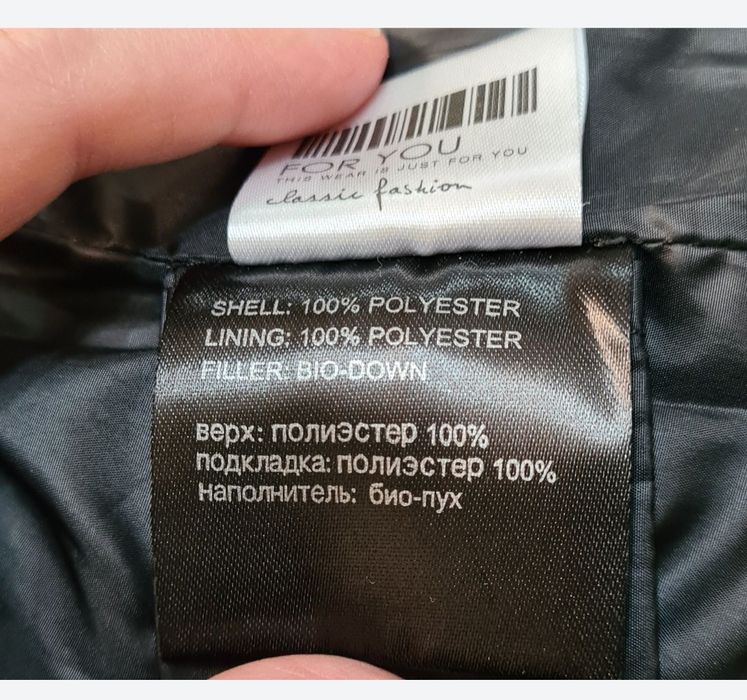 FOR YOU
THIS WEAR IS JUST FOR YOU
classic fashion
SHELL: 100% POLYESTER
LINING: 100% POLYESTER
FILLER: BIO-DOWN
верх: полиэстер 100%
подкладка: полиэстер 100%
наполнитель: био-пух